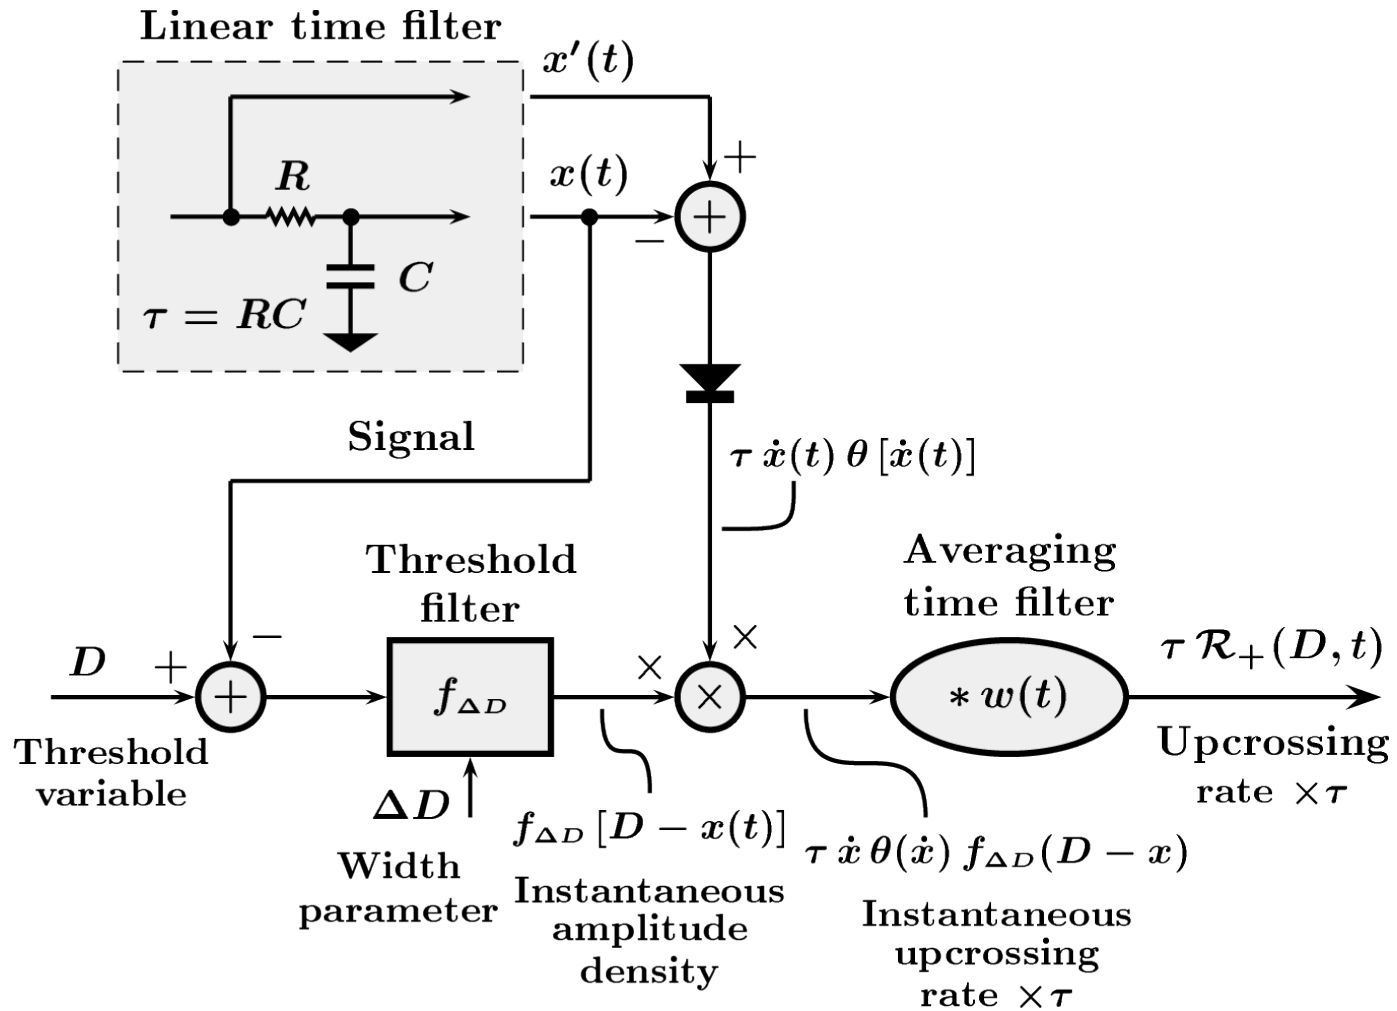 Linear time filter
x′(t)
+
R
x(t)
+
−
C
τ = RC
Signal
τ ẋ(t) θ [ẋ(t)]
Averaging
time filter
Threshold
filter
−
×
×
D
+
+
f_ΔD
×
∗ w(t)
τ ℛ₊(D, t)
Threshold
variable
Upcrossing
rate ×τ
ΔD
f_ΔD [D − x(t)]
τ ẋ θ(ẋ) f_ΔD(D − x)
Width
parameter
Instantaneous
amplitude
density
Instantaneous
upcrossing
rate ×τ